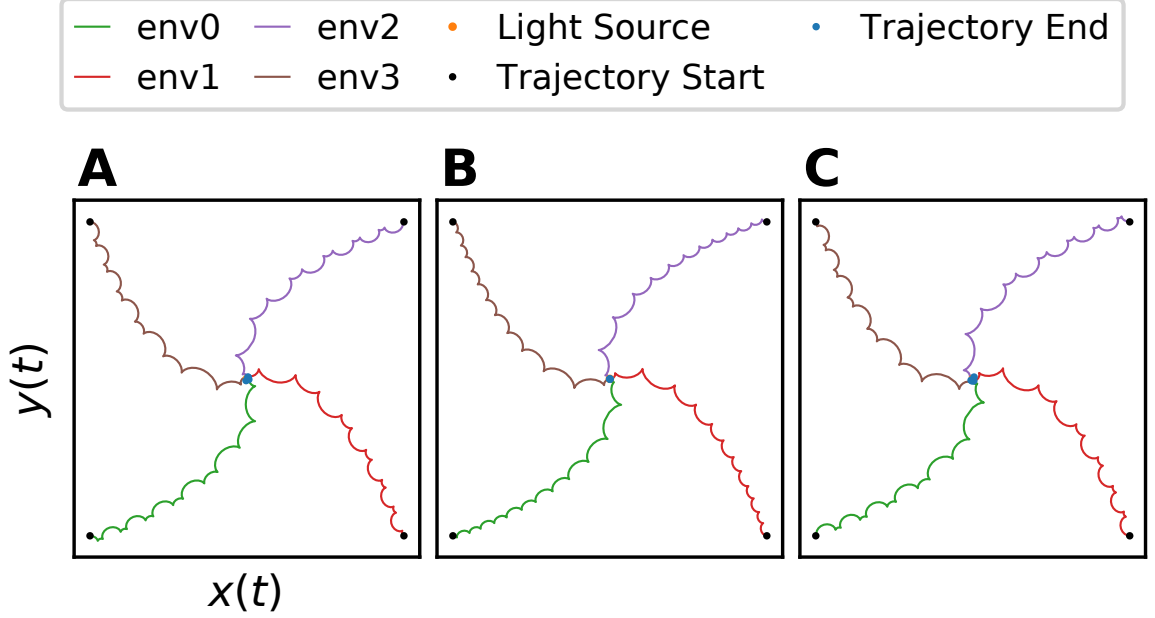 env0 env2 Light Source Trajectory End
env1 env3 Trajectory Start
A B C
y(t)
x(t)